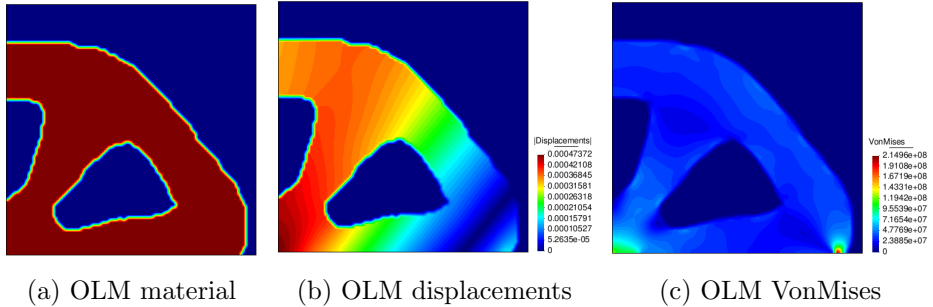 |Displacements|
0.00047372
0.00042108
0.00036845
0.00031581
0.00026318
0.00021054
0.00015791
0.00010527
5.2635e-05
0
VonMises
2.1496e+08
1.9108e+08
1.6719e+08
1.4331e+08
1.1942e+08
9.5539e+07
7.1654e+07
4.7769e+07
2.3885e+07
0
(a) OLM material
(b) OLM displacements
(c) OLM VonMises